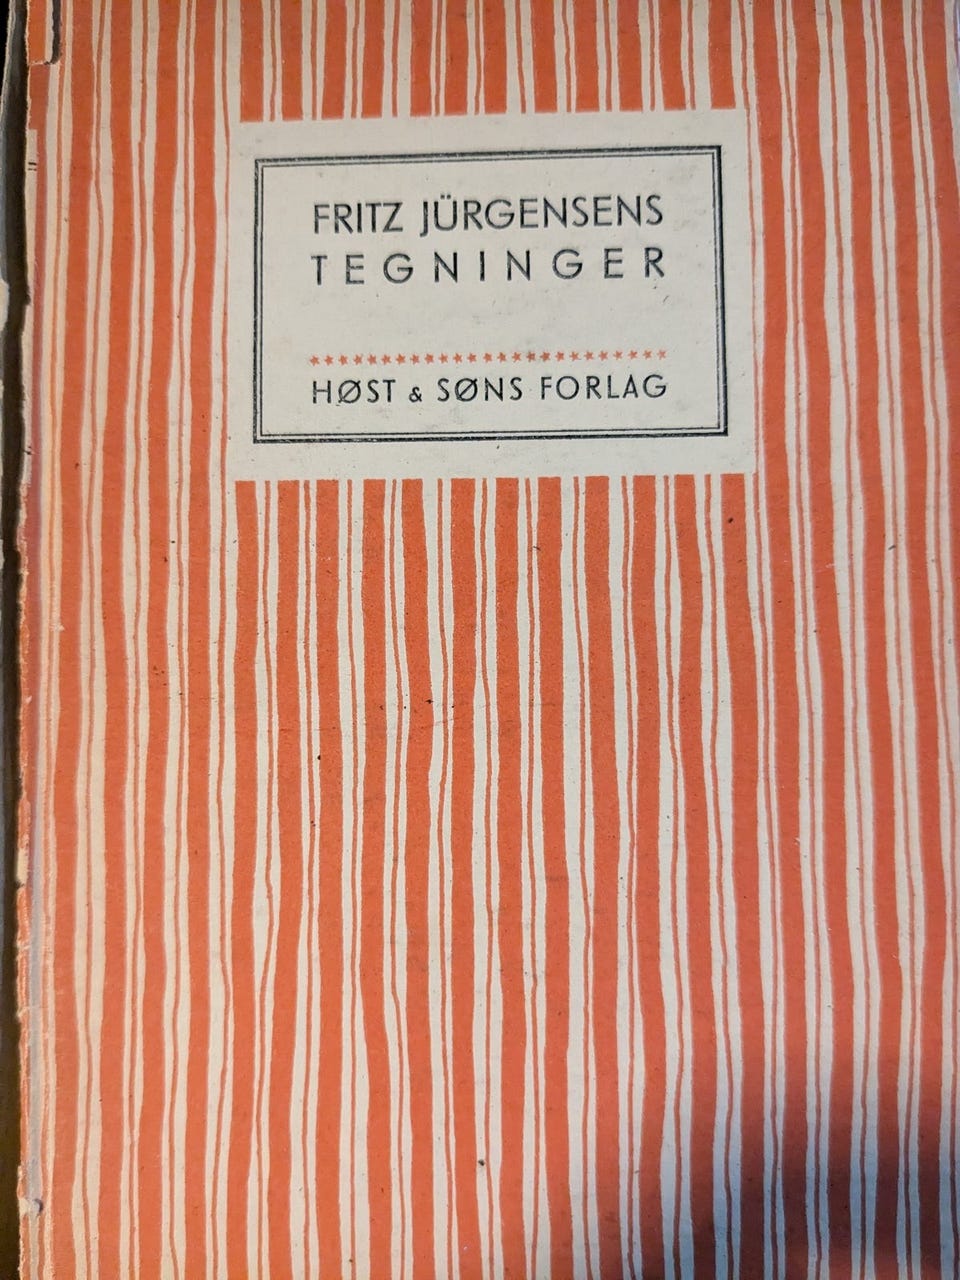 FRITZ JÜRGENSENS
TEGNINGER
HØST & SØNS FORLAG